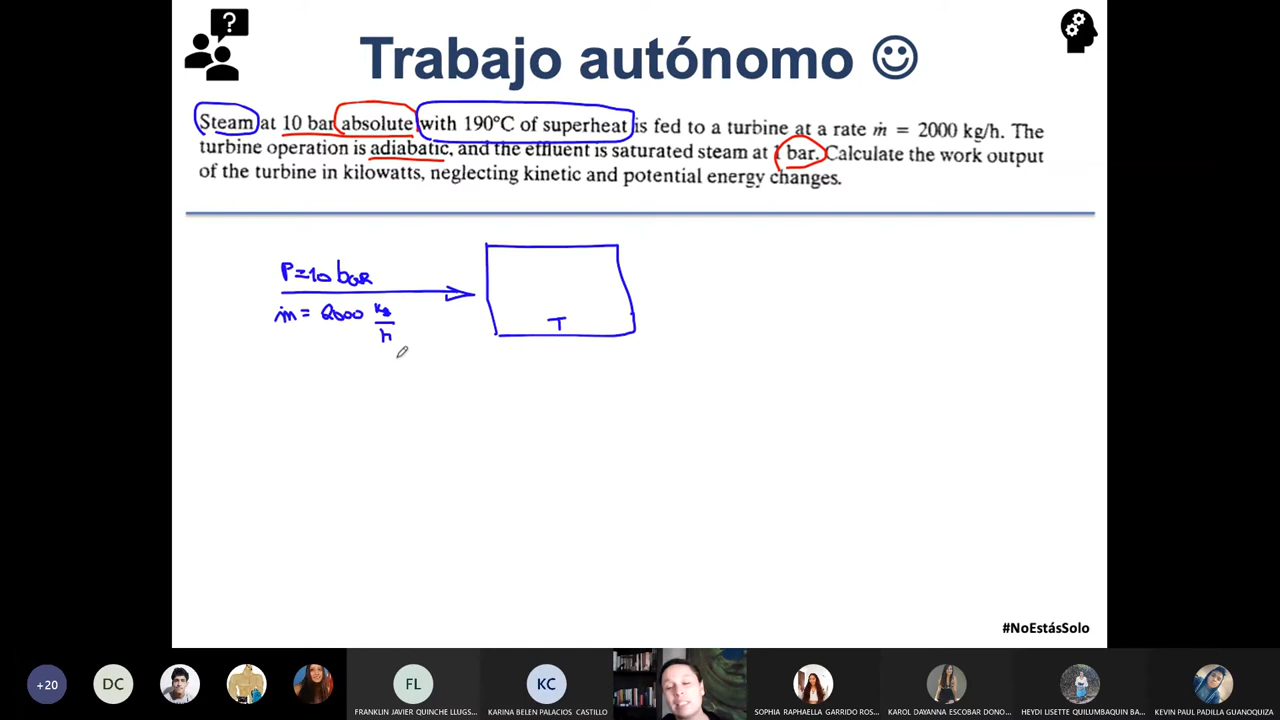 Trabajo autónomo
Steam at 10 bar absolute with 190°C of superheat is fed to a turbine at a rate ṁ = 2000 kg/h. The
turbine operation is adiabatic, and the effluent is saturated steam at 1 bar. Calculate the work output
of the turbine in kilowatts, neglecting kinetic and potential energy changes.
P=10 bar
ṁ = 2000 kg/h
T
#NoEstásSolo
+20
DC
FL
KC
FRANKLIN JAVIER QUINCHE LLUGS...
KARINA BELEN PALACIOS CASTILLO
SOPHIA RAPHAELLA GARRIDO ROS...
KAROL DAYANNA ESCOBAR DONO...
HEYDI LISETTE QUILUMBAQUIN BA...
KEVIN PAUL PADILLA GUANOQUIZA